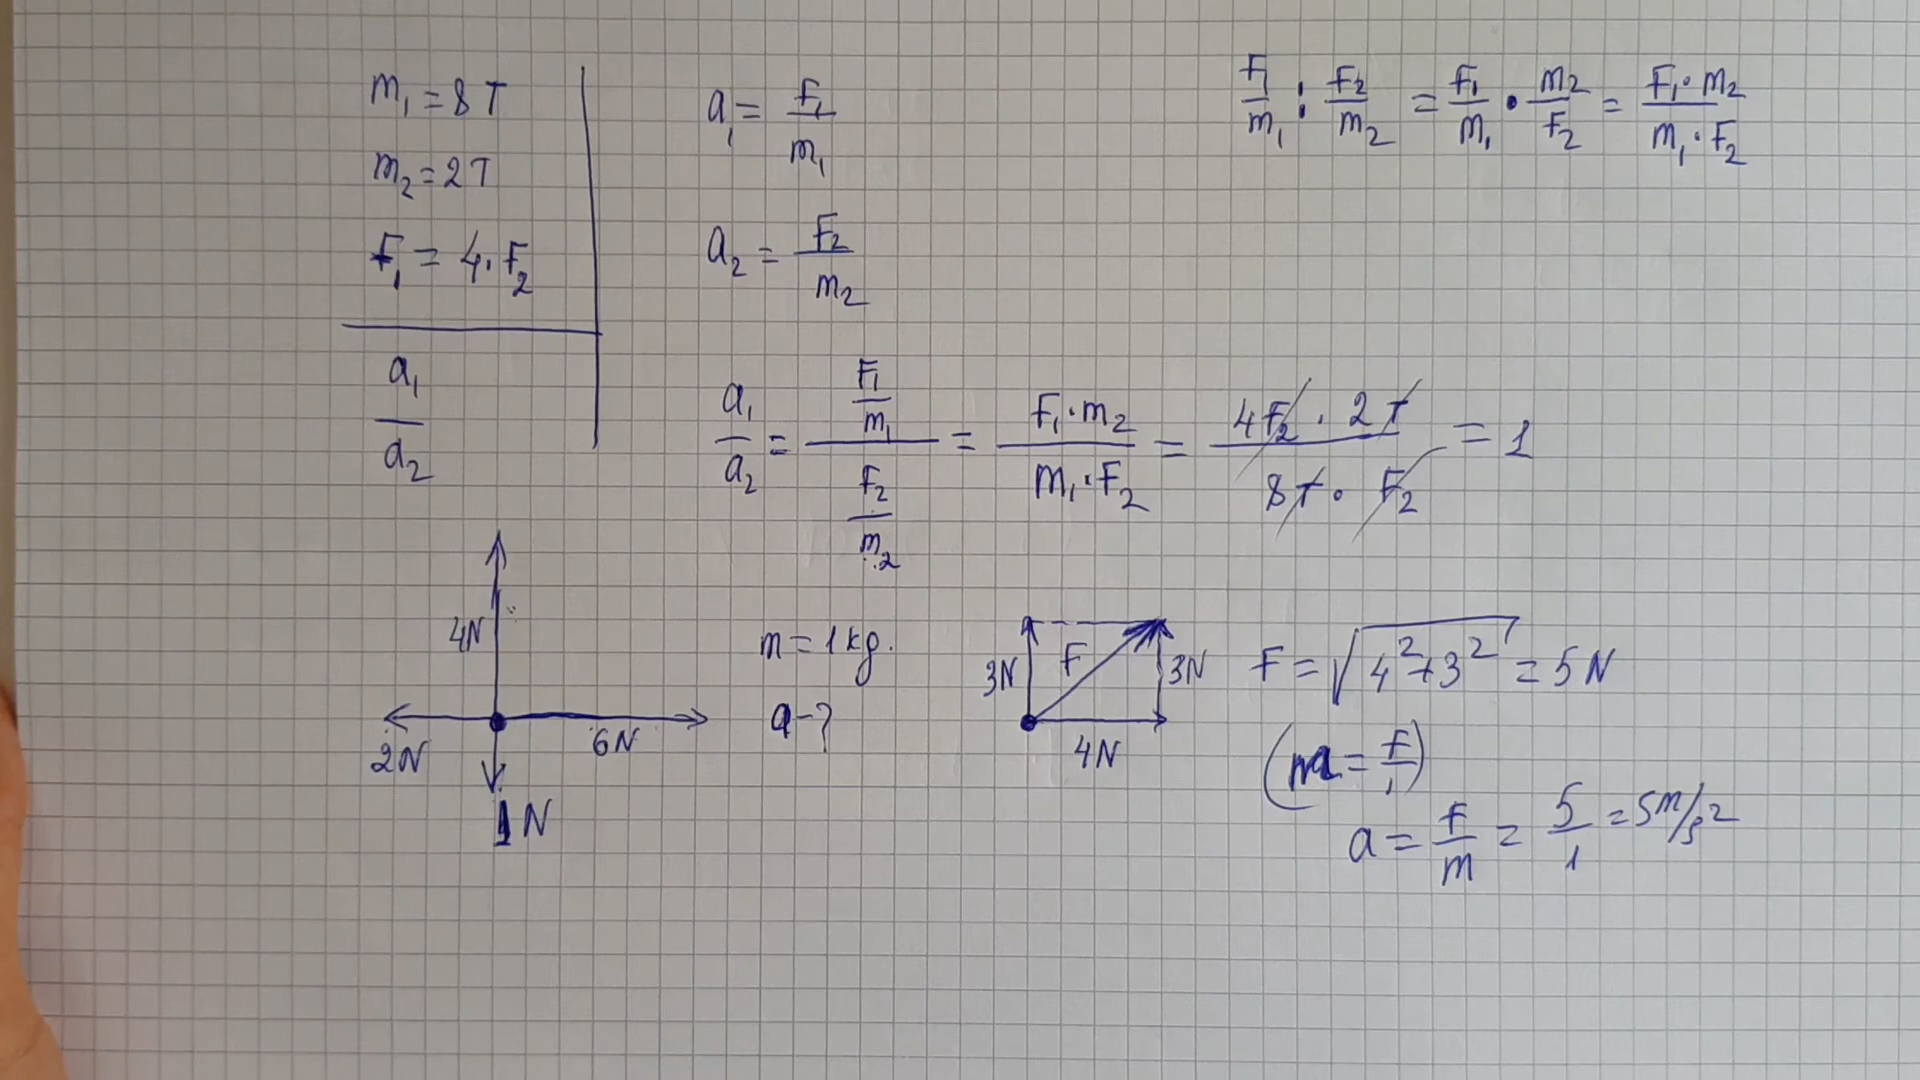 m₁ = 8 T
m₂ = 2 T
F₁ = 4 · F₂
a₁/a₂
a₁ = F₁/m₁
a₂ = F₂/m₂
F₁/m₁ : F₂/m₂ = F₁/m₁ · m₂/F₂ = F₁·m₂/m₁·F₂
a₁/a₂ = (F₁/m₁)/(F₂/m₂) = F₁·m₂/m₁·F₂ = 4F₂ · 2T/8T · F₂ = 1
4N
2N
6N
1N
m = 1 kg.
a - ?
3N
F
3N
4N
F = √4²+3² = 5N
a = F/m = 5/1 = 5 m/s²